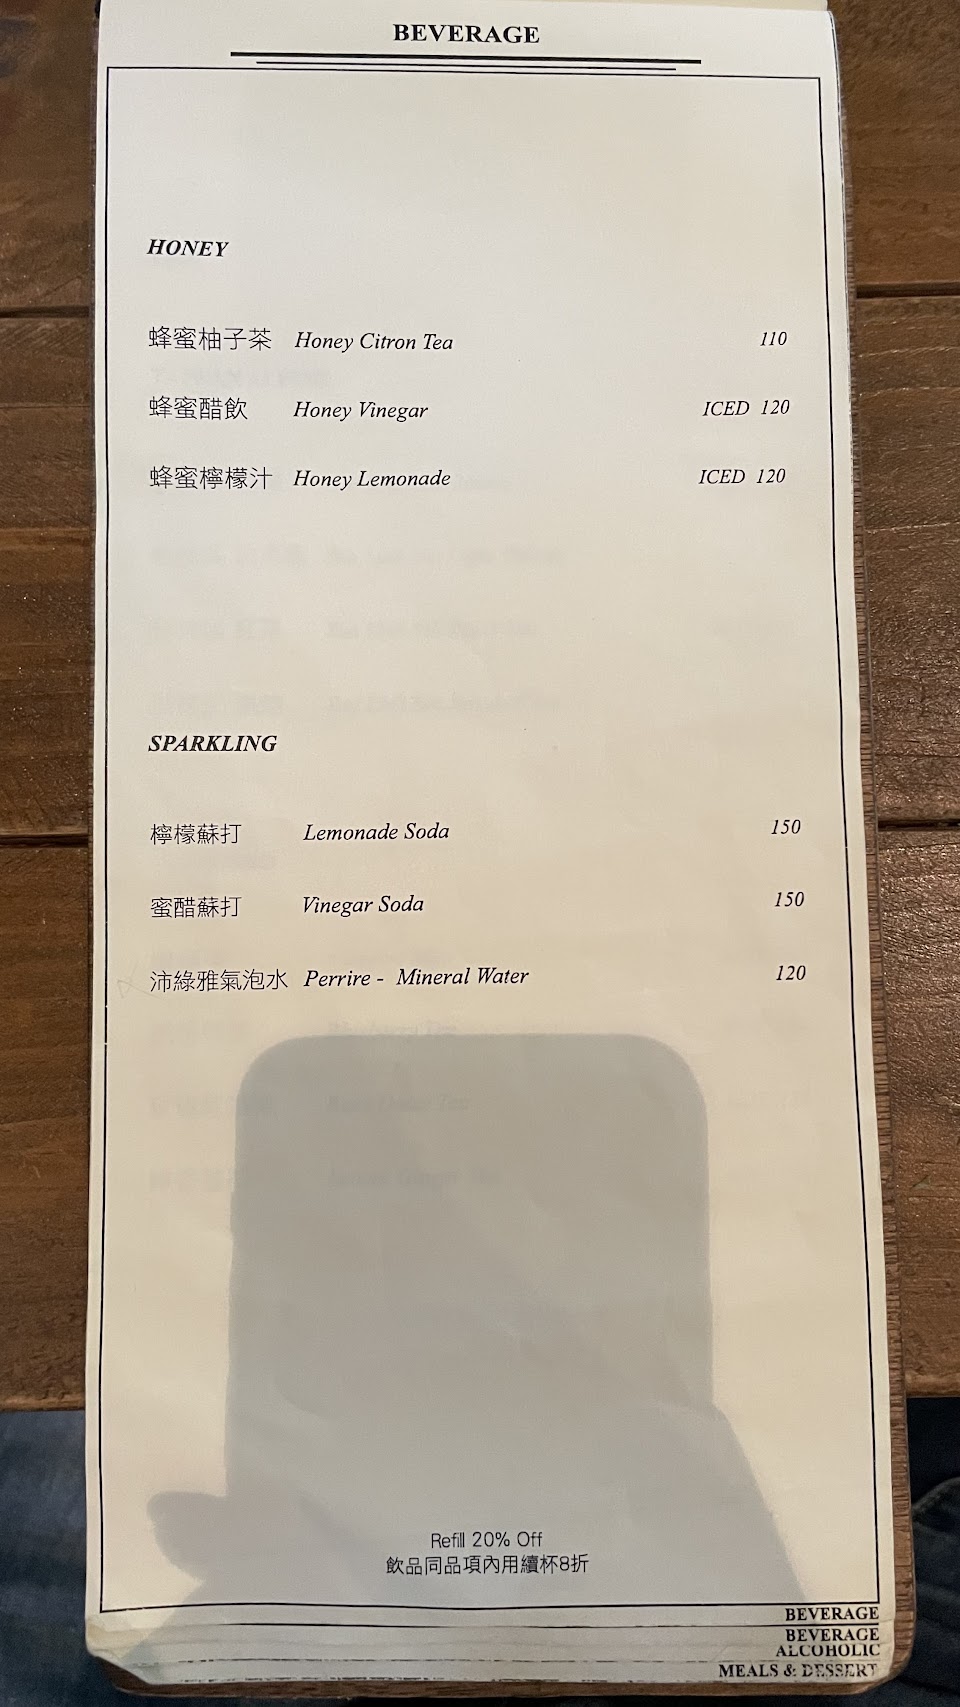 BEVERAGE
HONEY
蜂蜜柚子茶 Honey Citron Tea 110
蜂蜜醋飲 Honey Vinegar ICED 120
蜂蜜檸檬汁 Honey Lemonade ICED 120
SPARKLING
檸檬蘇打 Lemonade Soda 150
蜜醋蘇打 Vinegar Soda 150
沛綠雅氣泡水 Perrire - Mineral Water 120
Refill 20% Off
飲品同品項內用續杯8折
BEVERAGE
BEVERAGE
ALCOHOLIC
MEALS & DESSERT